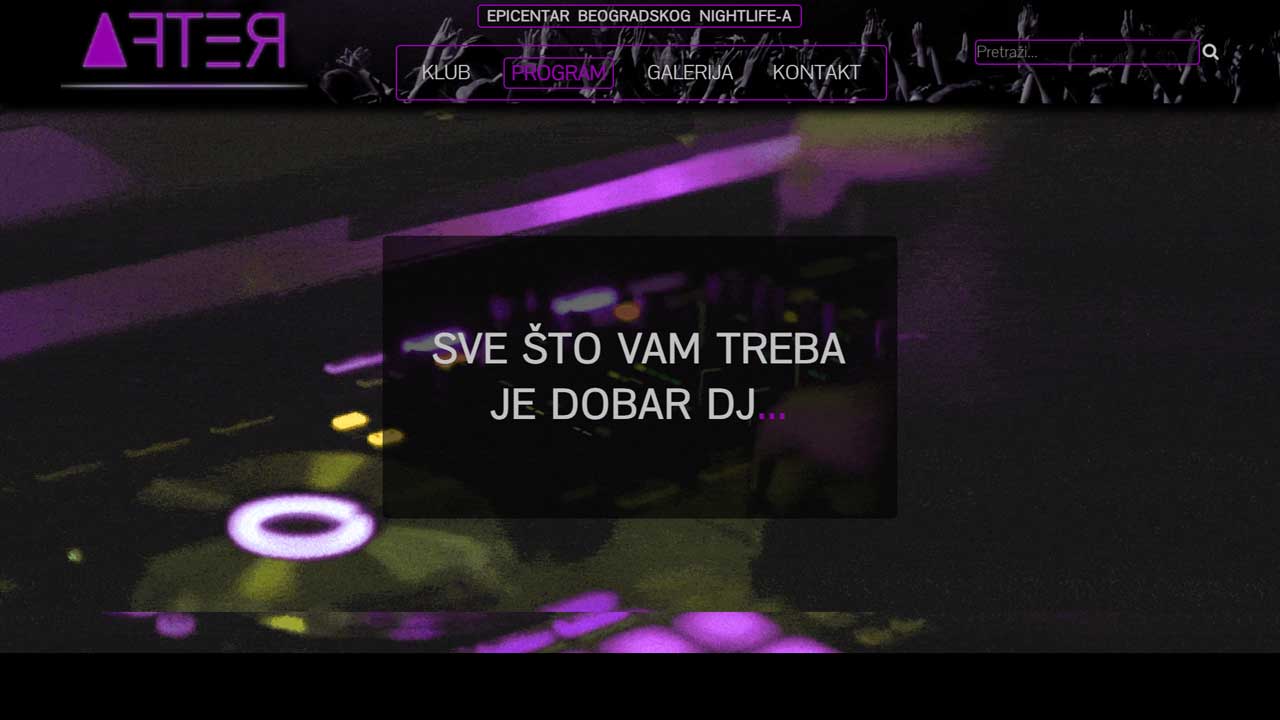 AFTER
EPICENTAR BEOGRADSKOG NIGHTLIFE-A
KLUB PROGRAM GALERIJA KONTAKT
Pretraži...
SVE ŠTO VAM TREBA
JE DOBAR DJ...